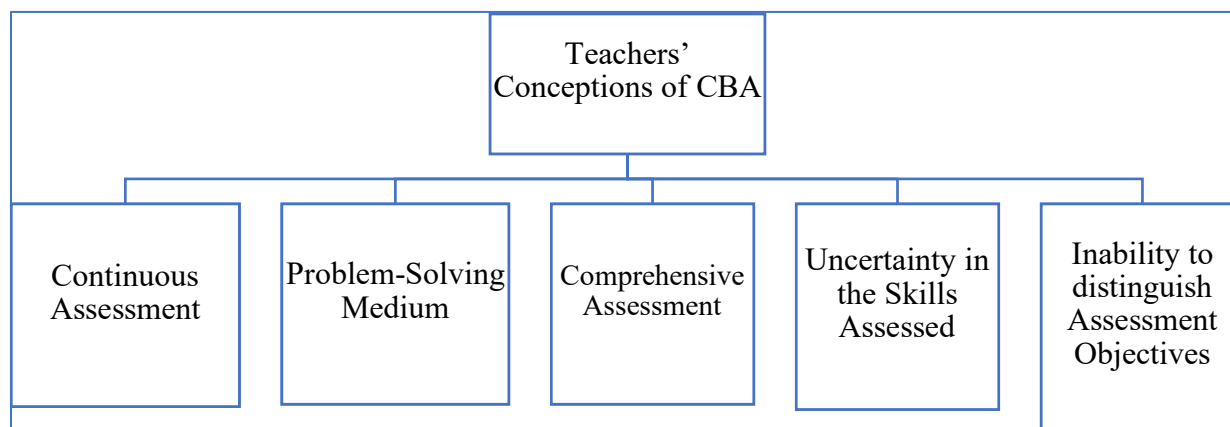 Teachers’
Conceptions of CBA
Continuous
Assessment
Problem-Solving
Medium
Comprehensive
Assessment
Uncertainty in
the Skills
Assessed
Inability to
distinguish
Assessment
Objectives